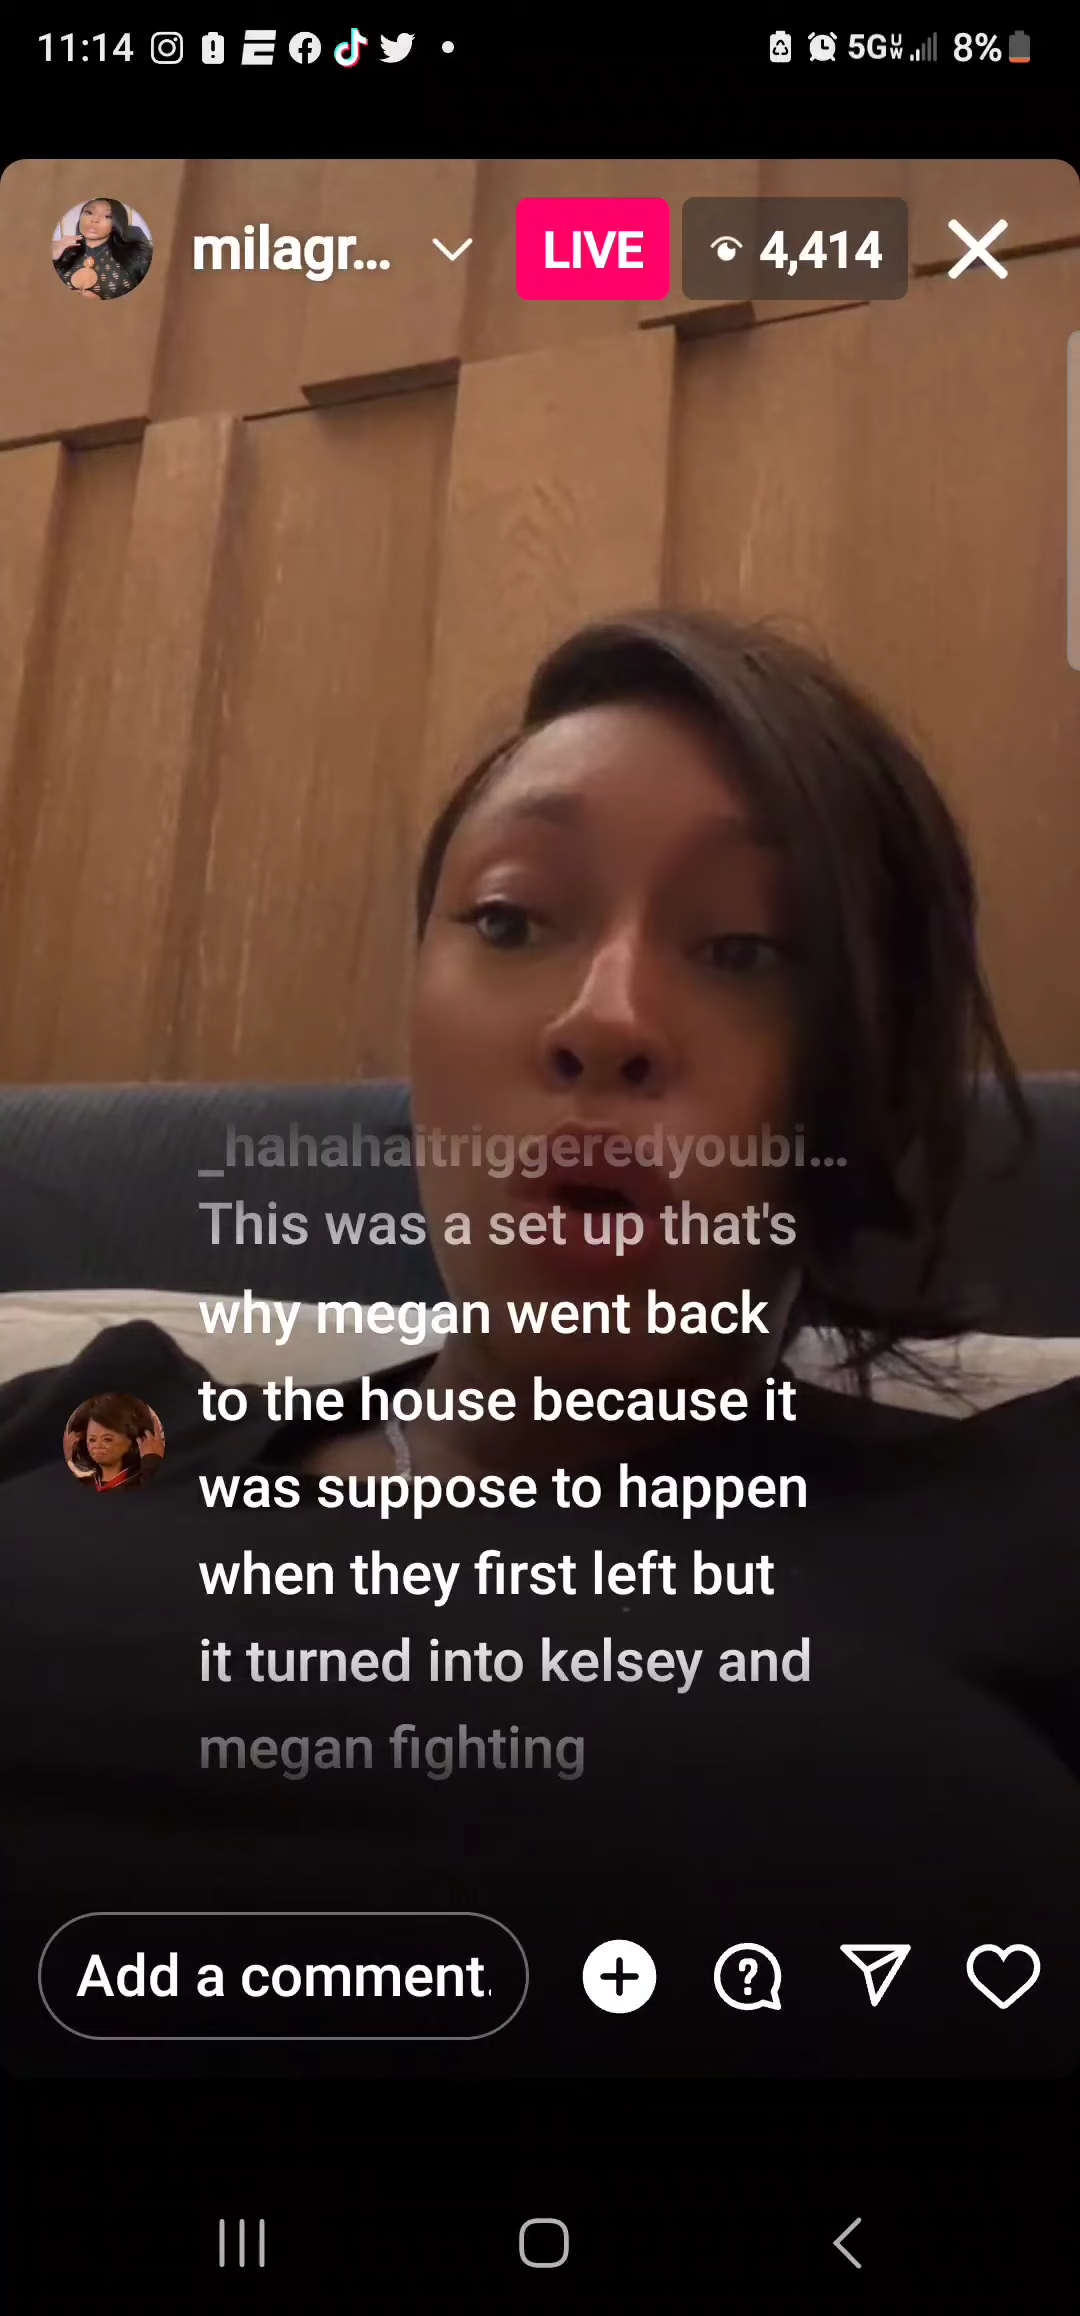 11:14 5G UW 8%
milagr... LIVE 4,414
_hahahaitriggeredyoubi...
This was a set up that's
why megan went back
to the house because it
was suppose to happen
when they first left but
it turned into kelsey and
megan fighting
Add a comment.